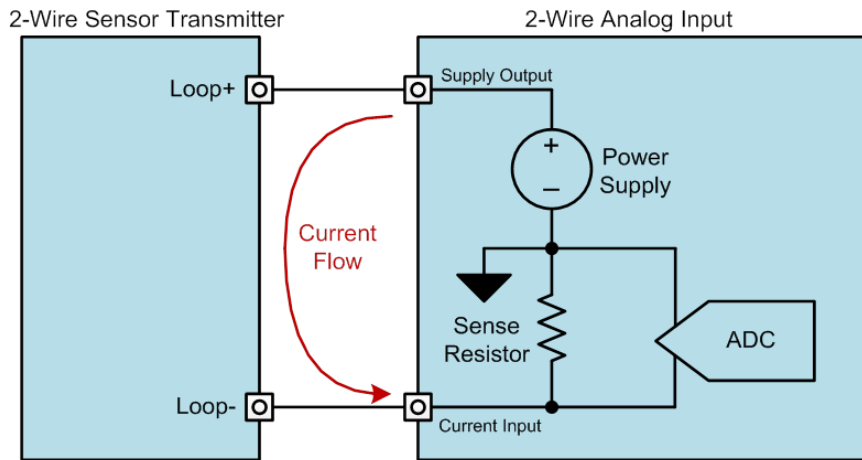 2-Wire Sensor Transmitter
2-Wire Analog Input
Loop+
Supply Output
+
Power
Supply
–
Current
Flow
Sense
Resistor
ADC
Loop-
Current Input